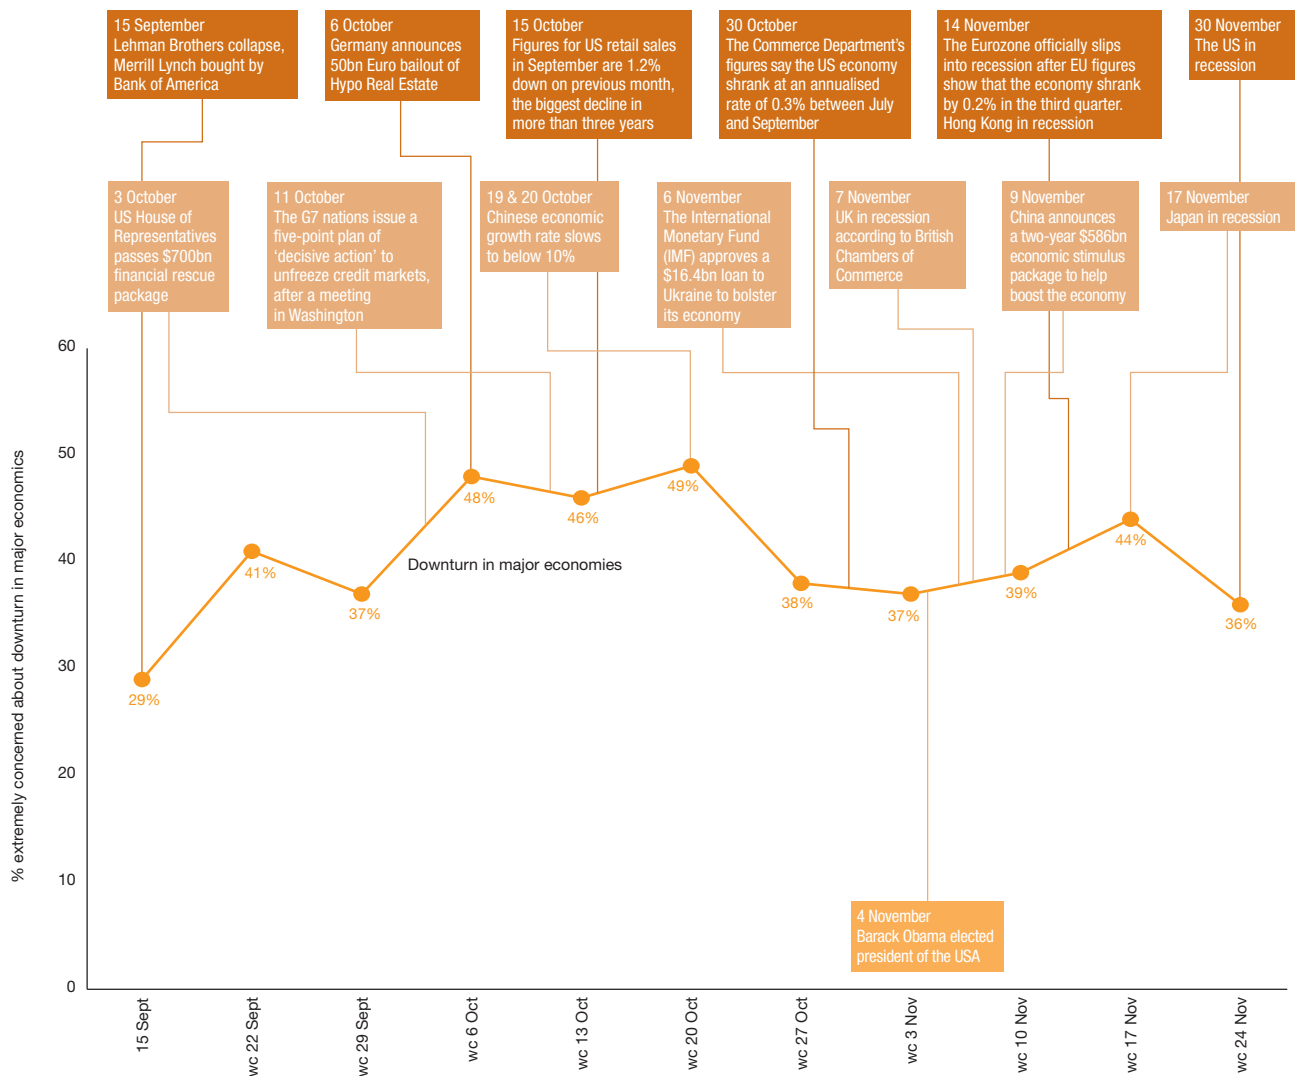 15 September
Lehman Brothers collapse,
Merrill Lynch bought by
Bank of America
6 October
Germany announces
50bn Euro bailout of
Hypo Real Estate
15 October
Figures for US retail sales
in September are 1.2%
down on previous month,
the biggest decline in
more than three years
30 October
The Commerce Department's
figures say the US economy
shrank at an annualised
rate of 0.3% between July
and September
14 November
The Eurozone officially slips
into recession after EU figures
show that the economy shrank
by 0.2% in the third quarter.
Hong Kong in recession
30 November
The US in
recession
3 October
US House of
Representatives
passes $700bn
financial rescue
package
11 October
The G7 nations issue a
five-point plan of
‘decisive action’ to
unfreeze credit markets,
after a meeting
in Washington
19 & 20 October
Chinese economic
growth rate slows
to below 10%
6 November
The International
Monetary Fund
(IMF) approves a
$16.4bn loan to
Ukraine to bolster
its economy
7 November
UK in recession
according to British
Chambers of
Commerce
9 November
China announces
a two-year $586bn
economic stimulus
package to help
boost the economy
17 November
Japan in recession
% extremely concerned about downturn in major economics
60
50
40
30
20
10
0
29%
41%
37%
48%
46%
49%
38%
37%
39%
44%
36%
Downturn in major economies
4 November
Barack Obama elected
president of the USA
15 Sept
wc 22 Sept
wc 29 Sept
wc 6 Oct
wc 13 Oct
wc 20 Oct
wc 27 Oct
wc 3 Nov
wc 10 Nov
wc 17 Nov
wc 24 Nov